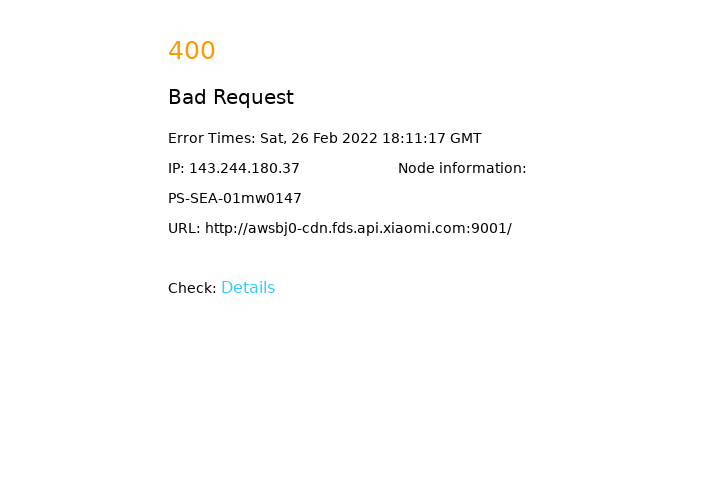 400
Bad Request
Error Times: Sat, 26 Feb 2022 18:11:17 GMT
IP: 143.244.180.37 Node information:
PS-SEA-01mw0147
URL: http://awsbj0-cdn.fds.api.xiaomi.com:9001/
Check: Details